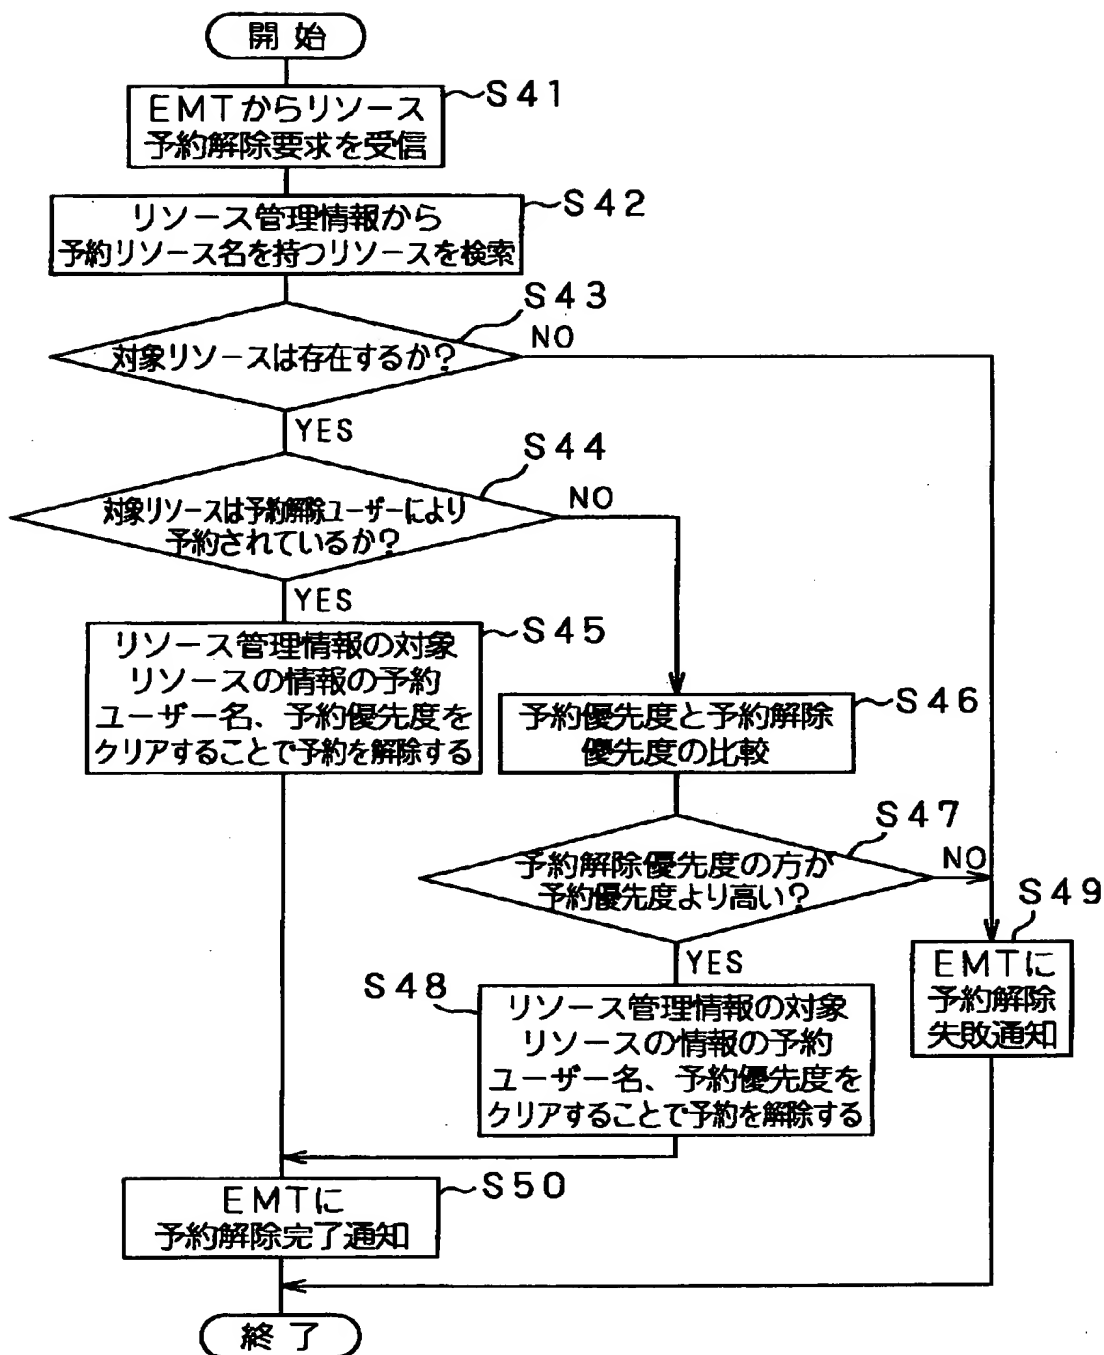 開始
EMTからリソース
予約解除要求を受信
S41
リソース管理情報から
予約リソース名を持つリソースを検索
S42
対象リソースは存在するか?
S43
NO
YES
対象リソースは予約解除ユーザーにより
予約されているか?
S44
NO
YES
リソース管理情報の対象
リソースの情報の予約
ユーザー名、予約優先度を
クリアすることで予約を解除する
S45
予約優先度と予約解除
優先度の比較
S46
予約解除優先度の方が
予約優先度より高い?
S47
NO
YES
リソース管理情報の対象
リソースの情報の予約
ユーザー名、予約優先度を
クリアすることで予約を解除する
S48
EMTに
予約解除
失敗通知
S49
EMTに
予約解除完了通知
S50
終了